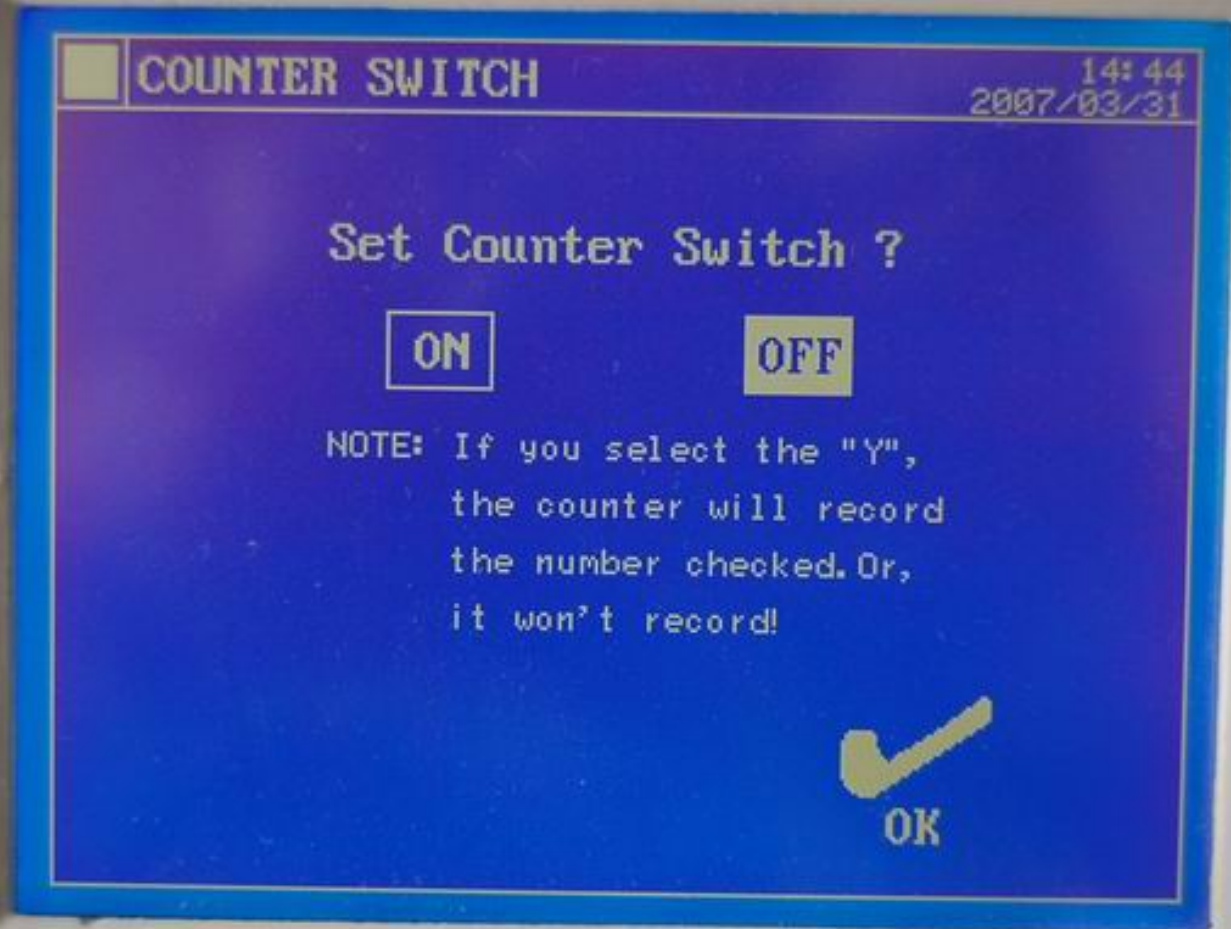 COUNTER SWITCH
14:44
2007/03/31
Set Counter Switch ?
ON
OFF
NOTE: If you select the "Y",
the counter will record
the number checked.Or,
it won't record!
OK